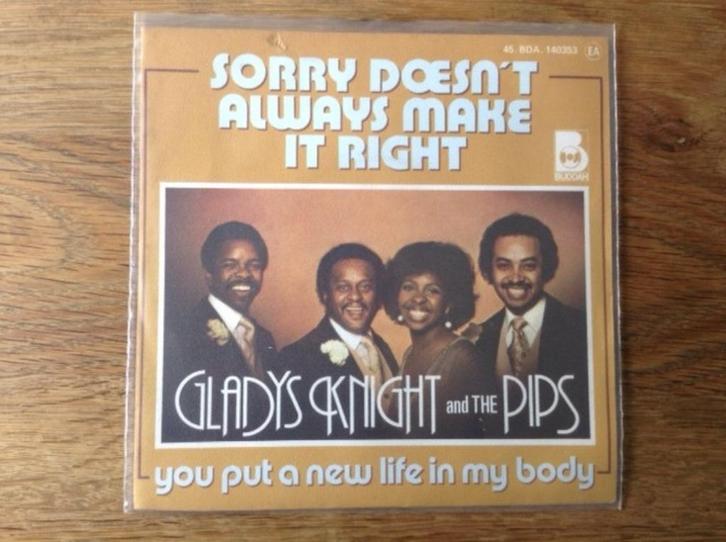 45. BDA. 140353 EA
SORRY DOESN'T
ALWAYS MAKE
IT RIGHT
BUDDAH
GLADYS KNIGHT and THE PIPS
you put a new life in my body